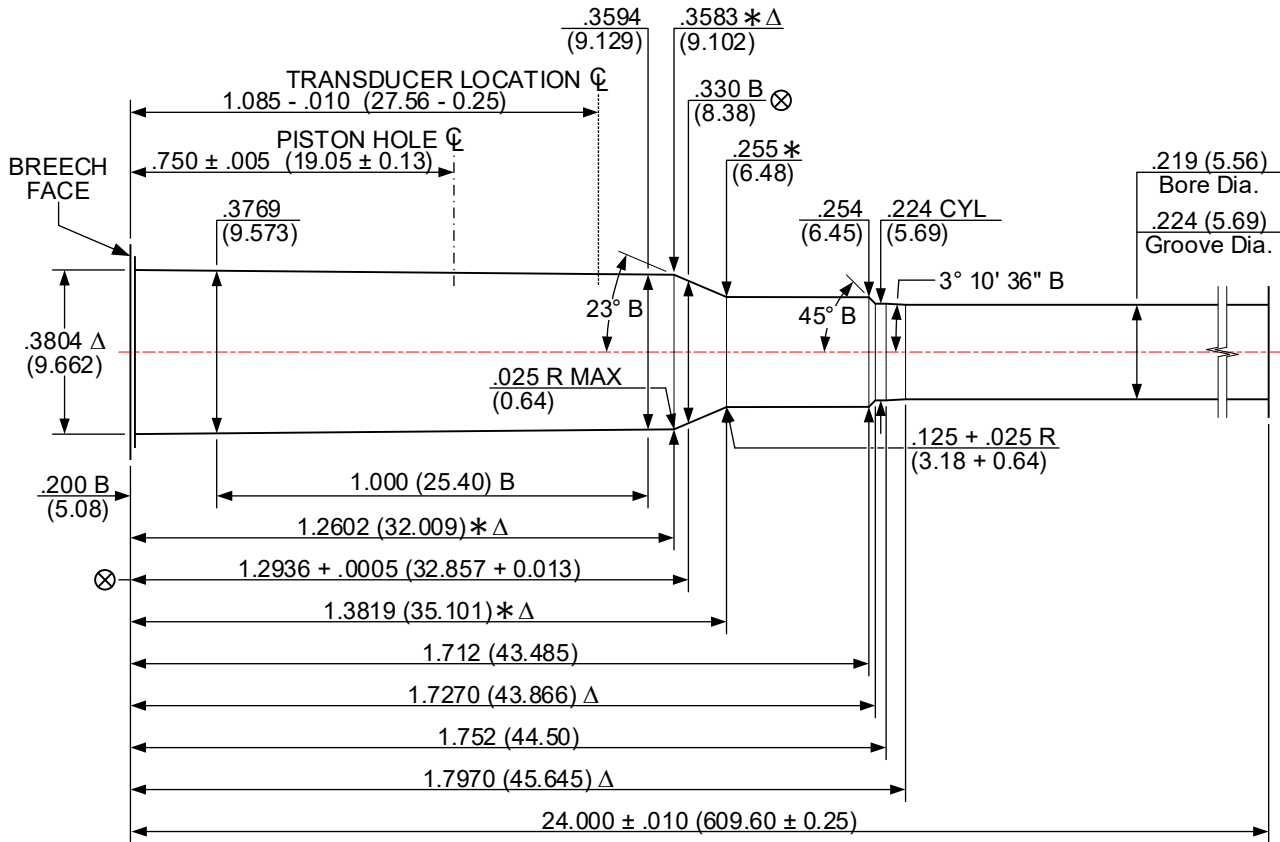 .3594
(9.129)
.3583 * Δ
(9.102)
TRANSDUCER LOCATION ℄
1.085 - .010 (27.56 - 0.25)
.330 B ⊗
(8.38)
PISTON HOLE ℄
.750 ± .005 (19.05 ± 0.13)
BREECH
FACE
.255 *
(6.48)
.219 (5.56)
Bore Dia.
.3769
(9.573)
.254
(6.45)
.224 CYL
(5.69)
.224 (5.69)
Groove Dia.
23° B
45° B
3° 10' 36" B
.3804 Δ
(9.662)
.025 R MAX
(0.64)
.125 + .025 R
(3.18 + 0.64)
.200 B
(5.08)
1.000 (25.40) B
1.2602 (32.009) * Δ
⊗ 1.2936 + .0005 (32.857 + 0.013)
1.3819 (35.101) * Δ
1.712 (43.485)
1.7270 (43.866) Δ
1.752 (44.50)
1.7970 (45.645) Δ
24.000 ± .010 (609.60 ± 0.25)